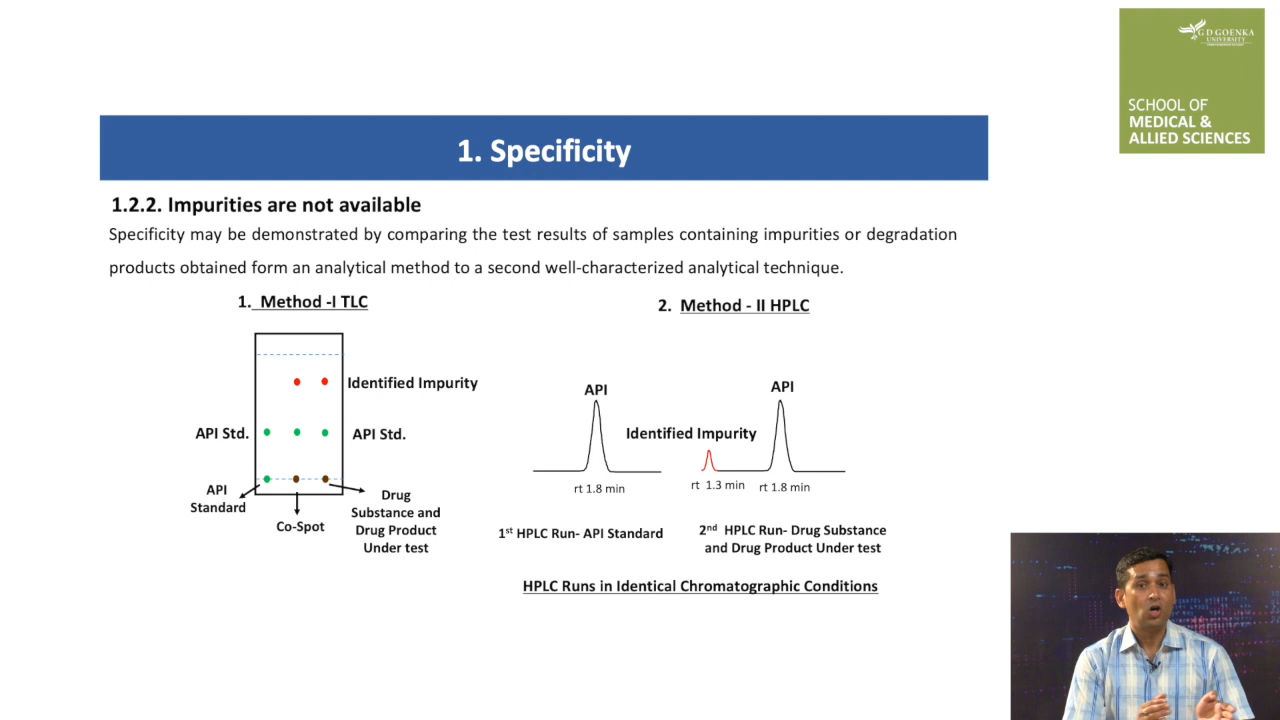 G D GOENKA
UNIVERSITY
SCHOOL OF
MEDICAL &
ALLIED SCIENCES
1. Specificity
1.2.2. Impurities are not available
Specificity may be demonstrated by comparing the test results of samples containing impurities or degradation
products obtained form an analytical method to a second well-characterized analytical technique.
1. Method -I TLC
Identified Impurity
API Std.
API Std.
API
Standard
Co-Spot
Drug
Substance and
Drug Product
Under test
2. Method - II HPLC
API
API
Identified Impurity
rt 1.8 min
rt 1.3 min
rt 1.8 min
1st HPLC Run- API Standard
2nd HPLC Run- Drug Substance
and Drug Product Under test
HPLC Runs in Identical Chromatographic Conditions